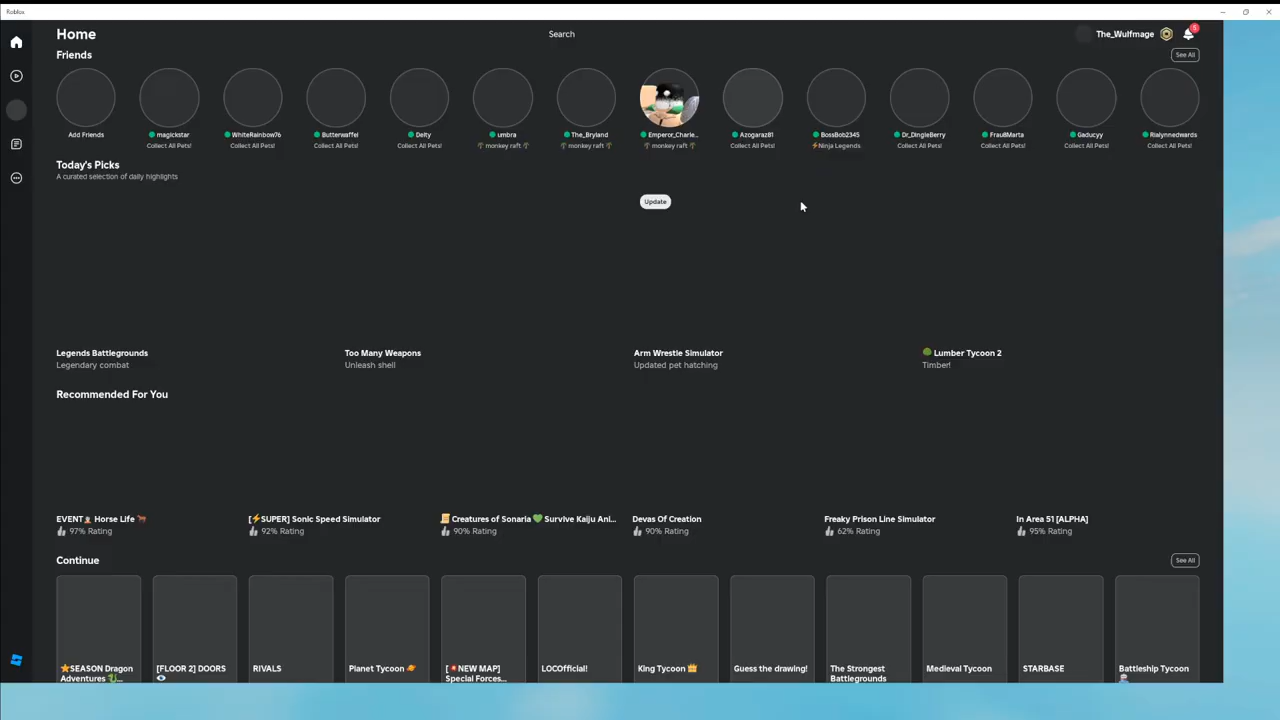 Roblox
Home
Search
The_Wulfmage
5
Friends
See All
Add Friends
magickstar
Collect All Pets!
WhiteRainbow76
Collect All Pets!
Butterwaffel
Collect All Pets!
Deity
Collect All Pets!
umbra
🌴 monkey raft 🌴
The_Bryland
🌴 monkey raft 🌴
Emperor_Charle...
🌴 monkey raft 🌴
Azogaraz81
Collect All Pets!
BossBob2345
⚡Ninja Legends
Dr_DingleBerry
Collect All Pets!
Frau8Marta
Collect All Pets!
Gaducyy
Collect All Pets!
Rialynnedwards
Collect All Pets!
Today's Picks
A curated selection of daily highlights
Update
Legends Battlegrounds
Legendary combat
Too Many Weapons
Unleash shell
Arm Wrestle Simulator
Updated pet hatching
Lumber Tycoon 2
Timber!
Recommended For You
EVENT Horse Life 🐎
97% Rating
[⚡SUPER] Sonic Speed Simulator
92% Rating
📜 Creatures of Sonaria 💚 Survive Kaiju Ani...
90% Rating
Devas Of Creation
90% Rating
Freaky Prison Line Simulator
62% Rating
In Area 51 [ALPHA]
95% Rating
Continue
See All
⭐SEASON Dragon
Adventures 🐉...
[FLOOR 2] DOORS
👁️
RIVALS
Planet Tycoon 🪐
[💥NEW MAP]
Special Forces...
LOCOfficial!
King Tycoon 👑
Guess the drawing!
The Strongest
Battlegrounds
Medieval Tycoon
STARBASE
Battleship Tycoon